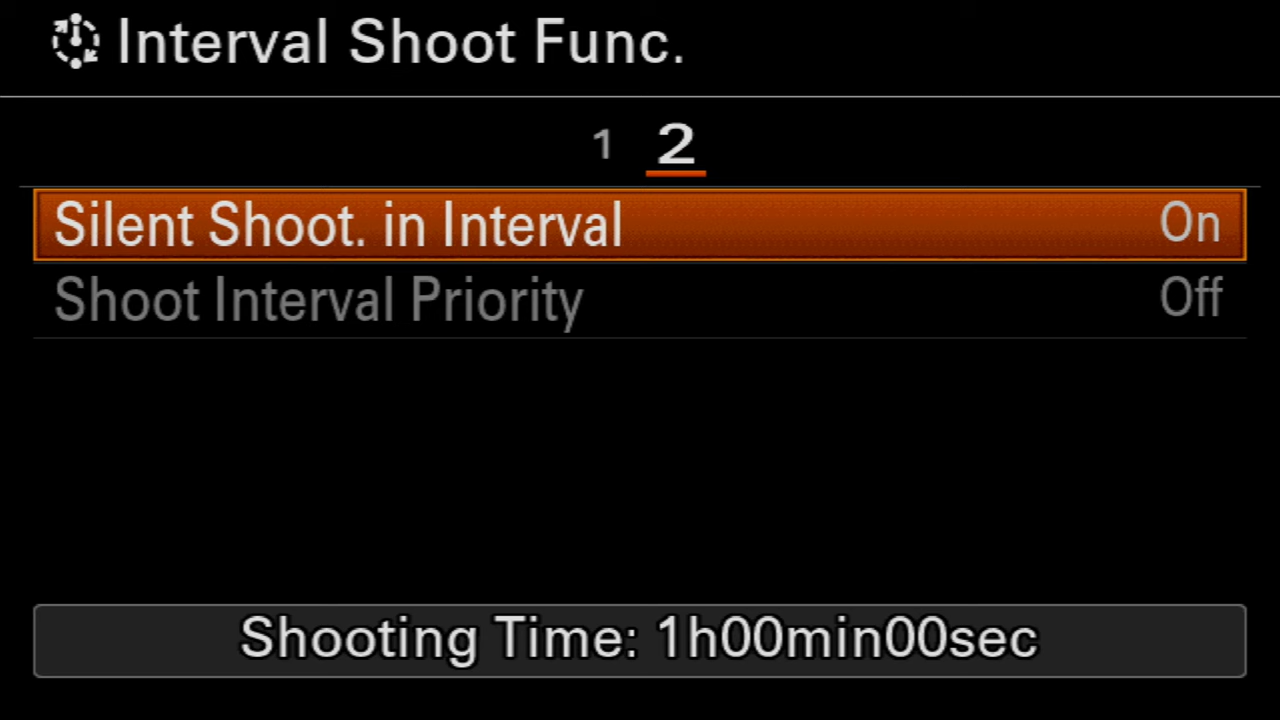 Interval Shoot Func.
1 2
Silent Shoot. in Interval On
Shoot Interval Priority Off
Shooting Time: 1h00min00sec